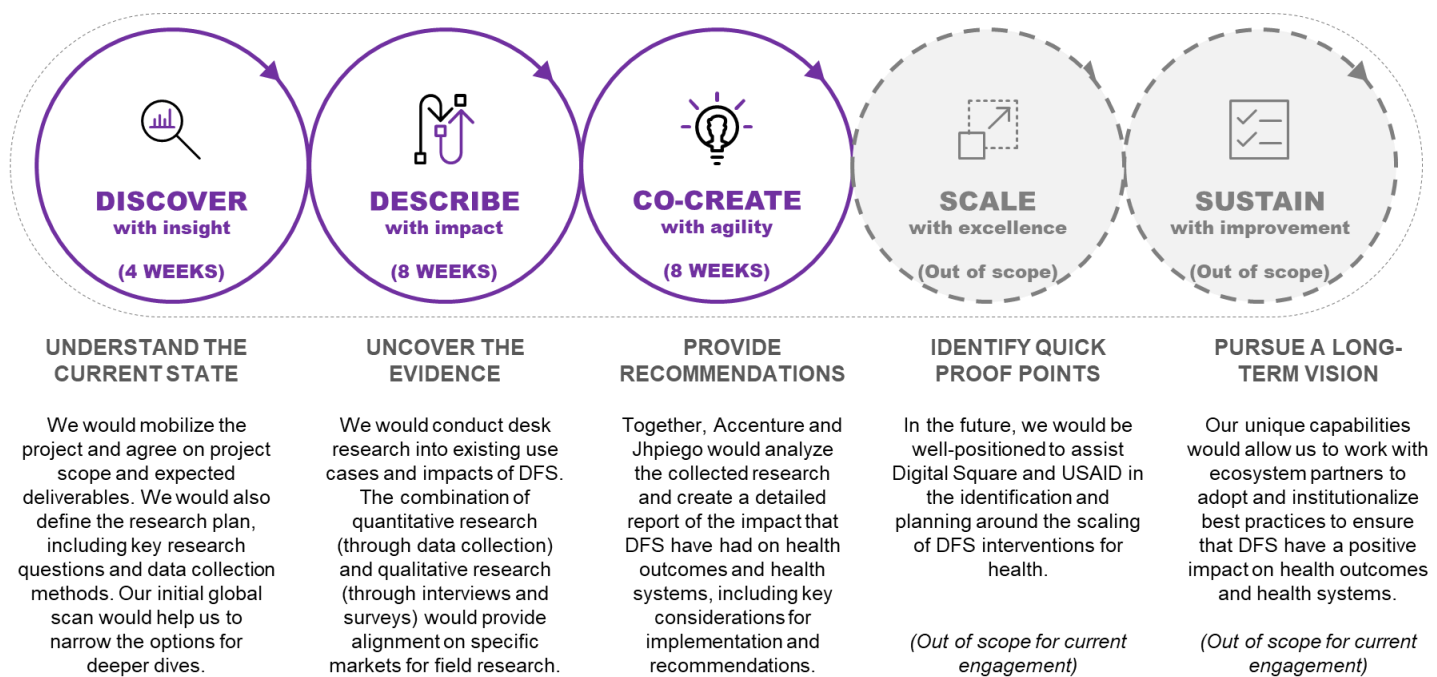 DISCOVER
with insight
(4 WEEKS)
DESCRIBE
with impact
(8 WEEKS)
CO-CREATE
with agility
(8 WEEKS)
SCALE
with excellence
(Out of scope)
SUSTAIN
with improvement
(Out of scope)
UNDERSTAND THE
CURRENT STATE
We would mobilize the
project and agree on project
scope and expected
deliverables. We would also
define the research plan,
including key research
questions and data collection
methods. Our initial global
scan would help us to
narrow the options for
deeper dives.
UNCOVER THE
EVIDENCE
We would conduct desk
research into existing use
cases and impacts of DFS.
The combination of
quantitative research
(through data collection)
and qualitative research
(through interviews and
surveys) would provide
alignment on specific
markets for field research.
PROVIDE
RECOMMENDATIONS
Together, Accenture and
Jhpiego would analyze
the collected research
and create a detailed
report of the impact that
DFS have had on health
outcomes and health
systems, including key
considerations for
implementation and
recommendations.
IDENTIFY QUICK
PROOF POINTS
In the future, we would be
well-positioned to assist
Digital Square and USAID in
the identification and
planning around the scaling
of DFS interventions for
health.
(Out of scope for current
engagement)
PURSUE A LONG-
TERM VISION
Our unique capabilities
would allow us to work with
ecosystem partners to
adopt and institutionalize
best practices to ensure
that DFS have a positive
impact on health outcomes
and health systems.
(Out of scope for current
engagement)